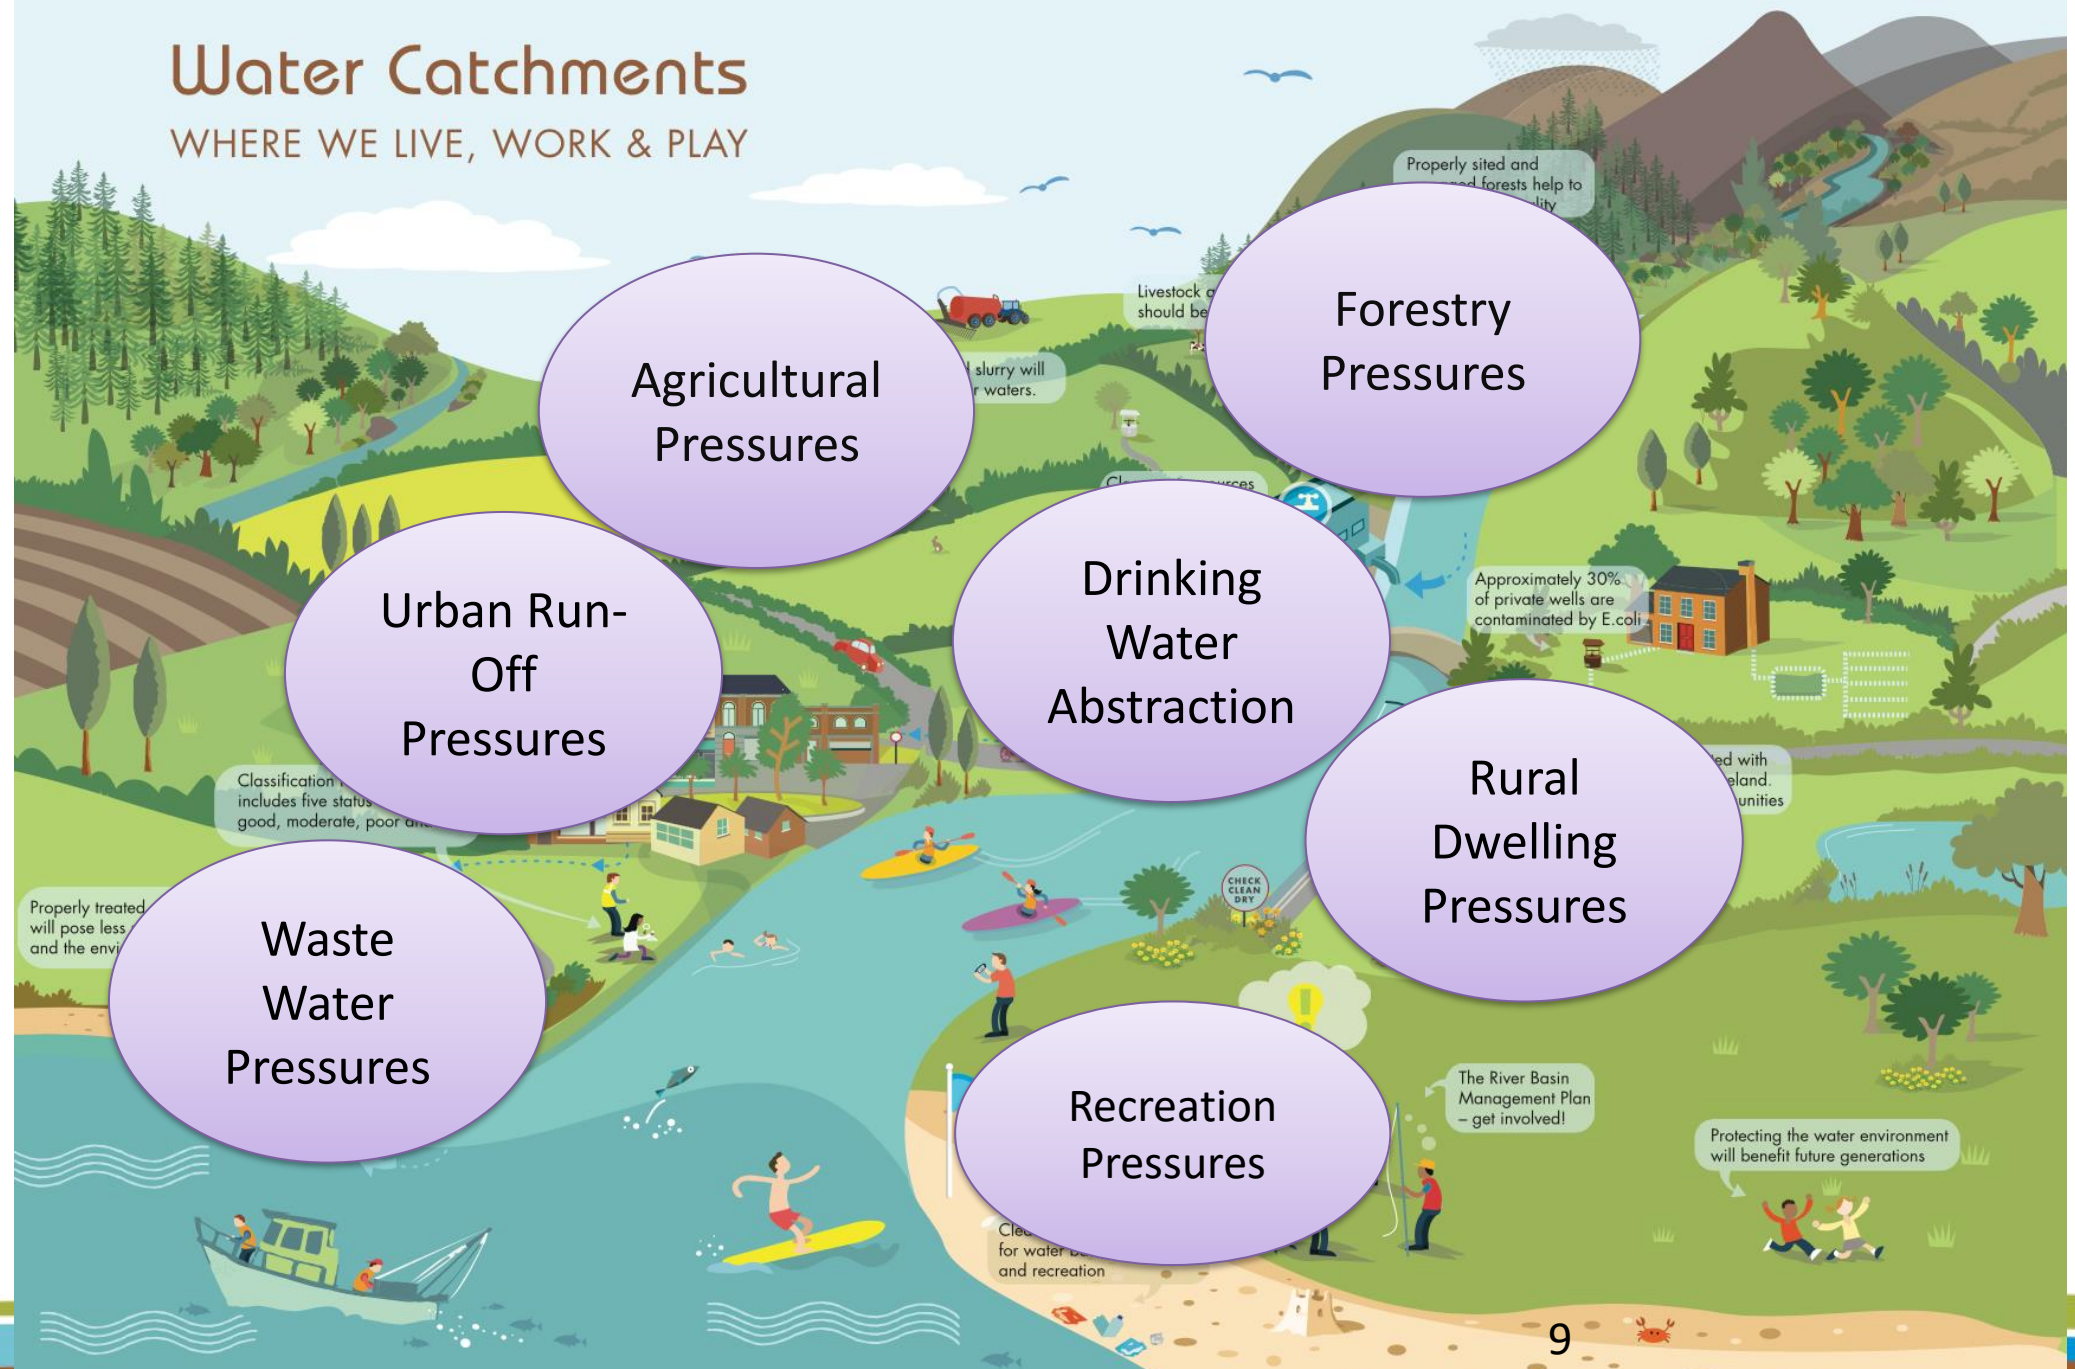 Water Catchments
WHERE WE LIVE, WORK & PLAY
Properly sited and
forests help to
Forestry
Pressures
Livestock
should be
Agricultural
Pressures
slurry will
waters.
Drinking
Water
Abstraction
Approximately 30%
of private wells are
contaminated by E.coli
Urban Run-
Off
Pressures
Classification
includes five status
good, moderate, poor
Rural
Dwelling
Pressures
with
CHECK
CLEAN
DRY
Properly treated
will pose less
and the
Waste
Water
Pressures
!
Recreation
Pressures
The River Basin
Management Plan
– get involved!
Protecting the water environment
will benefit future generations
for water
and recreation
9